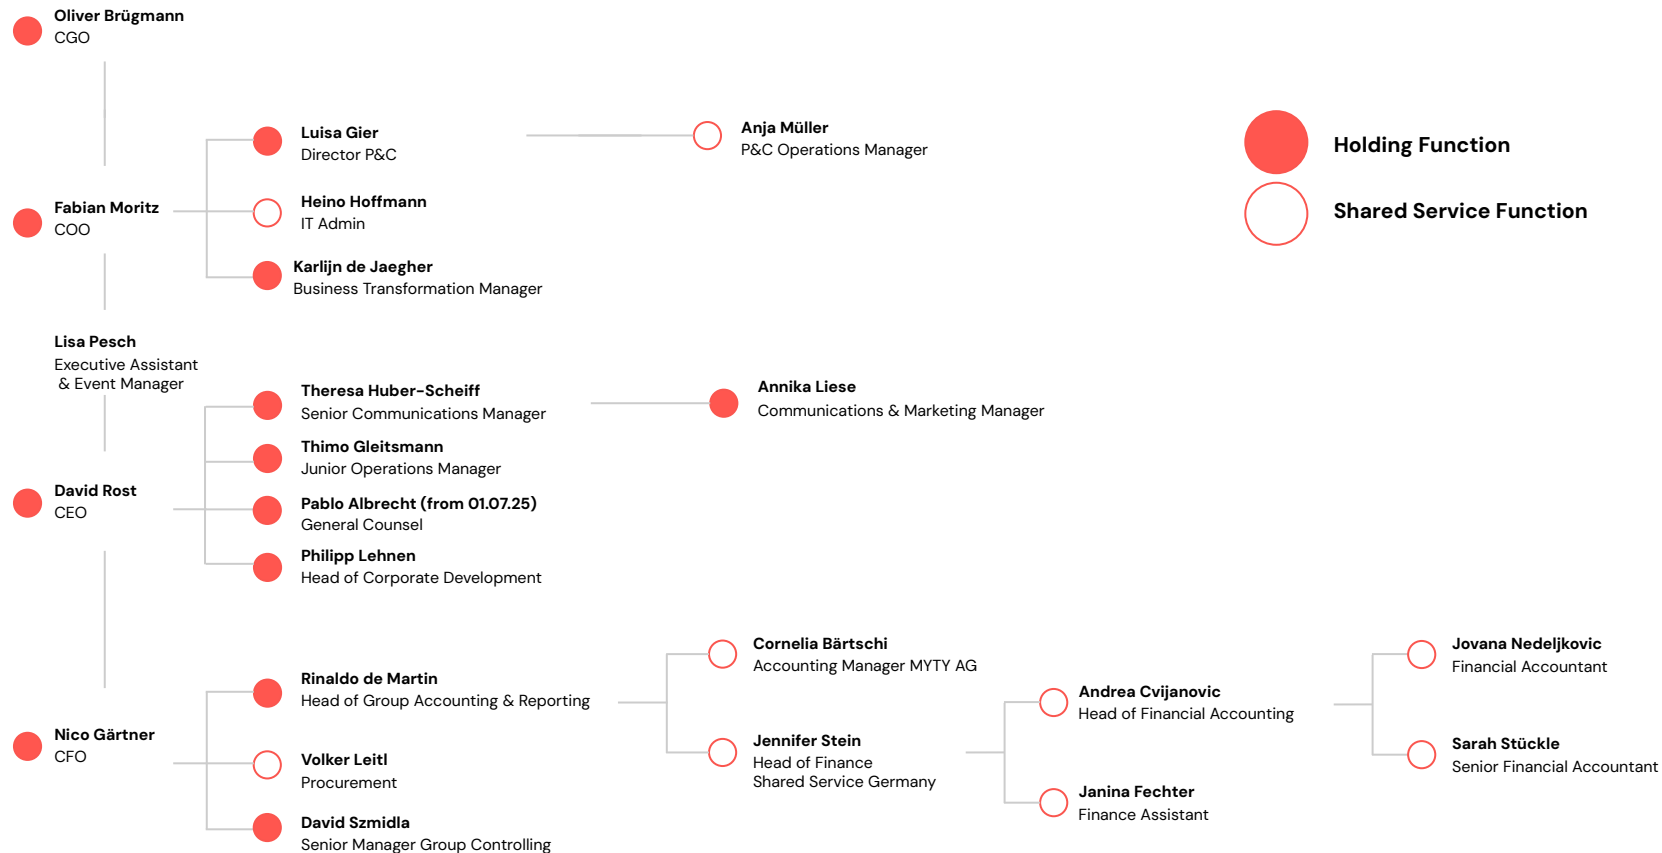 Oliver Brügmann
CGO
Luisa Gier
Director P&C
Anja Müller
P&C Operations Manager
Holding Function
Shared Service Function
Fabian Moritz
COO
Heino Hoffmann
IT Admin
Karlijn de Jaegher
Business Transformation Manager
Lisa Pesch
Executive Assistant
& Event Manager
Theresa Huber-Scheiff
Senior Communications Manager
Annika Liese
Communications & Marketing Manager
Thimo Gleitsmann
Junior Operations Manager
David Rost
CEO
Pablo Albrecht (from 01.07.25)
General Counsel
Philipp Lehnen
Head of Corporate Development
Nico Gärtner
CFO
Rinaldo de Martin
Head of Group Accounting & Reporting
Volker Leitl
Procurement
David Szmidla
Senior Manager Group Controlling
Cornelia Bärtschi
Accounting Manager MYTY AG
Jennifer Stein
Head of Finance
Shared Service Germany
Andrea Cvijanovic
Head of Financial Accounting
Janina Fechter
Finance Assistant
Jovana Nedeljkovic
Financial Accountant
Sarah Stückle
Senior Financial Accountant